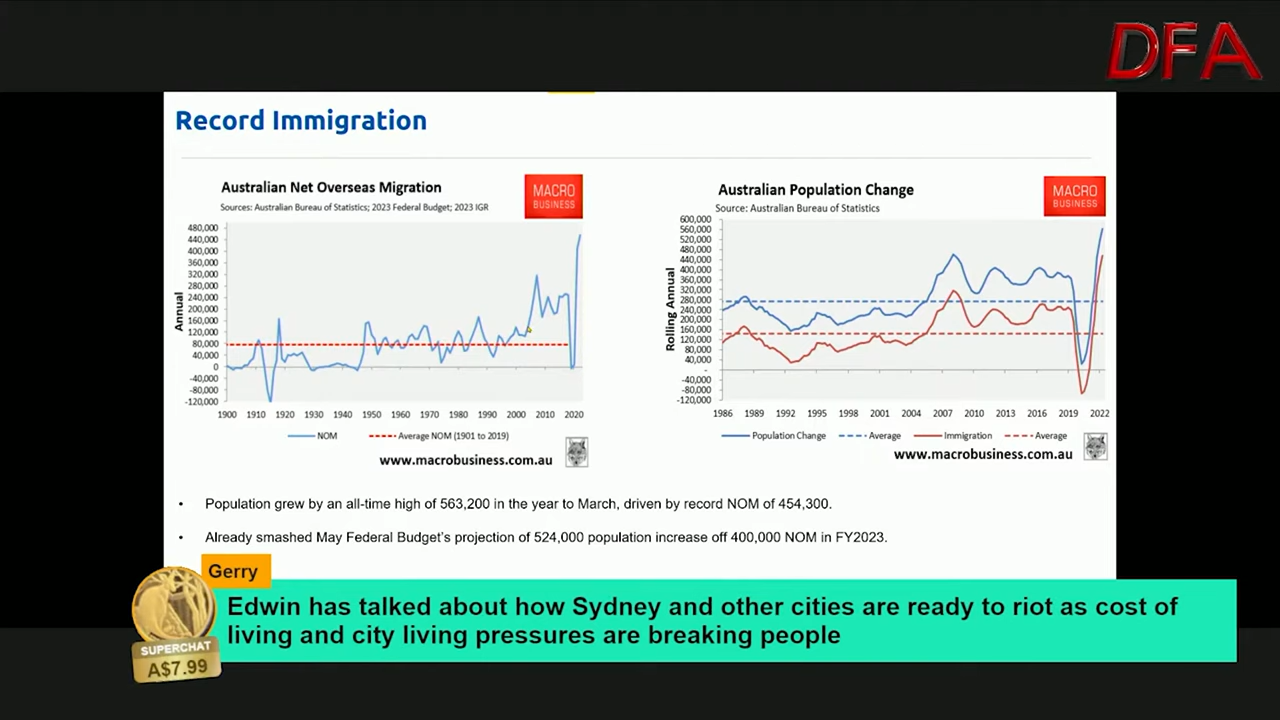 DFA
Record Immigration
Australian Net Overseas Migration
Sources: Australian Bureau of Statistics; 2023 Federal Budget; 2023 IGR
MACRO
BUSINESS
480,000
440,000
400,000
360,000
320,000
280,000
240,000
200,000
160,000
120,000
80,000
40,000
0
-40,000
-80,000
-120,000
Annual
1900 1910 1920 1930 1940 1950 1960 1970 1980 1990 2000 2010 2020
NOM Average NOM (1901 to 2019)
www.macrobusiness.com.au
Australian Population Change
Source: Australian Bureau of Statistics
MACRO
BUSINESS
600,000
560,000
520,000
480,000
440,000
400,000
360,000
320,000
280,000
240,000
200,000
160,000
120,000
80,000
40,000
-
-40,000
-80,000
-120,000
Rolling Annual
1986 1989 1992 1995 1998 2001 2004 2007 2010 2013 2016 2019 2022
Population Change Average Immigration Average
www.macrobusiness.com.au
• Population grew by an all-time high of 563,200 in the year to March, driven by record NOM of 454,300.
• Already smashed May Federal Budget's projection of 524,000 population increase off 400,000 NOM in FY2023.
Gerry
Edwin has talked about how Sydney and other cities are ready to riot as cost of
living and city living pressures are breaking people
SUPERCHAT
A$7.99